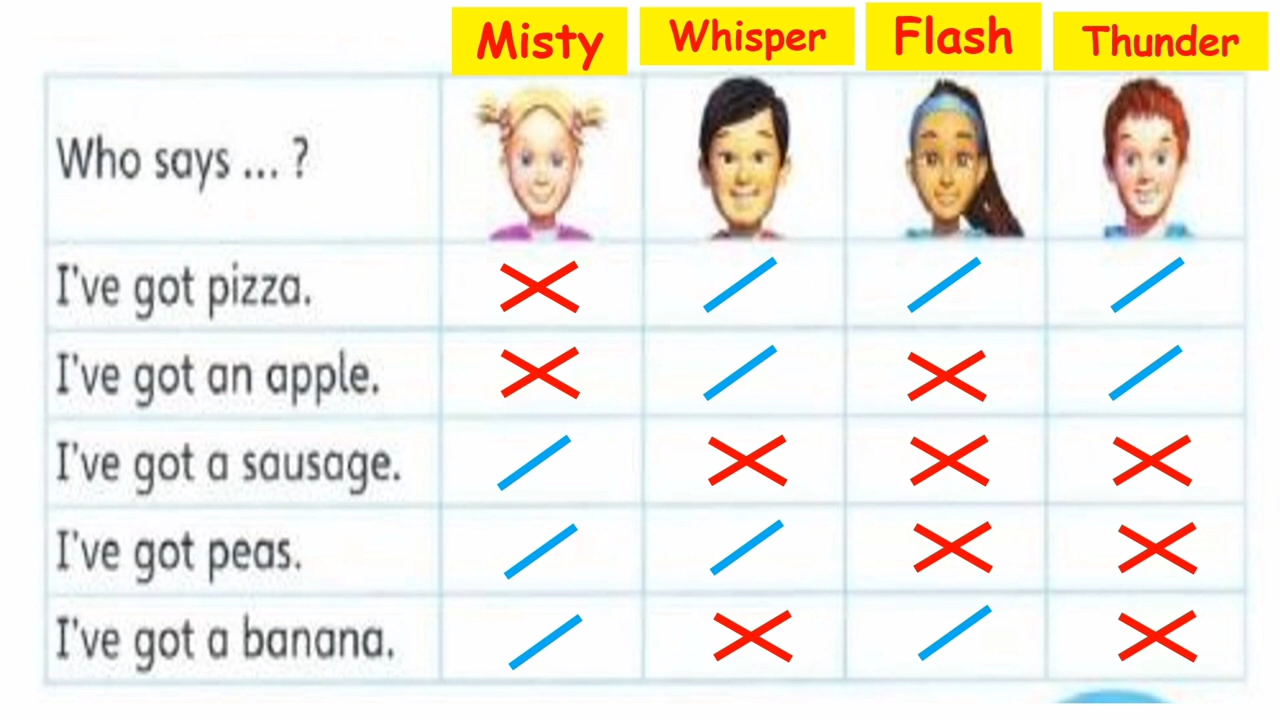 Misty Whisper Flash Thunder
Who says ... ?
I've got pizza.
I've got an apple.
I've got a sausage.
I've got peas.
I've got a banana.